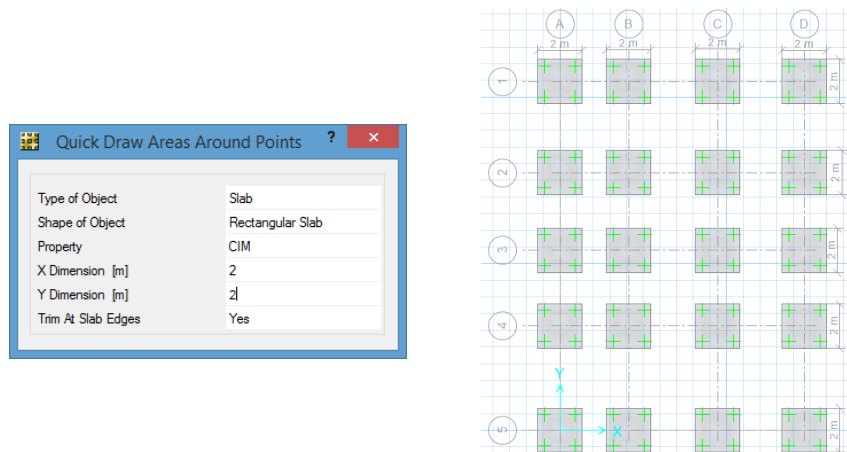 Quick Draw Areas Around Points ? ×
Type of Object Slab
Shape of Object Rectangular Slab
Property CIM
X Dimension [m] 2
Y Dimension [m] 2
Trim At Slab Edges Yes
A B C D
2 m 2 m 2 m 2 m
1 2 m
2 2 m
3 2 m
4 2 m
Y
5 X 2 m